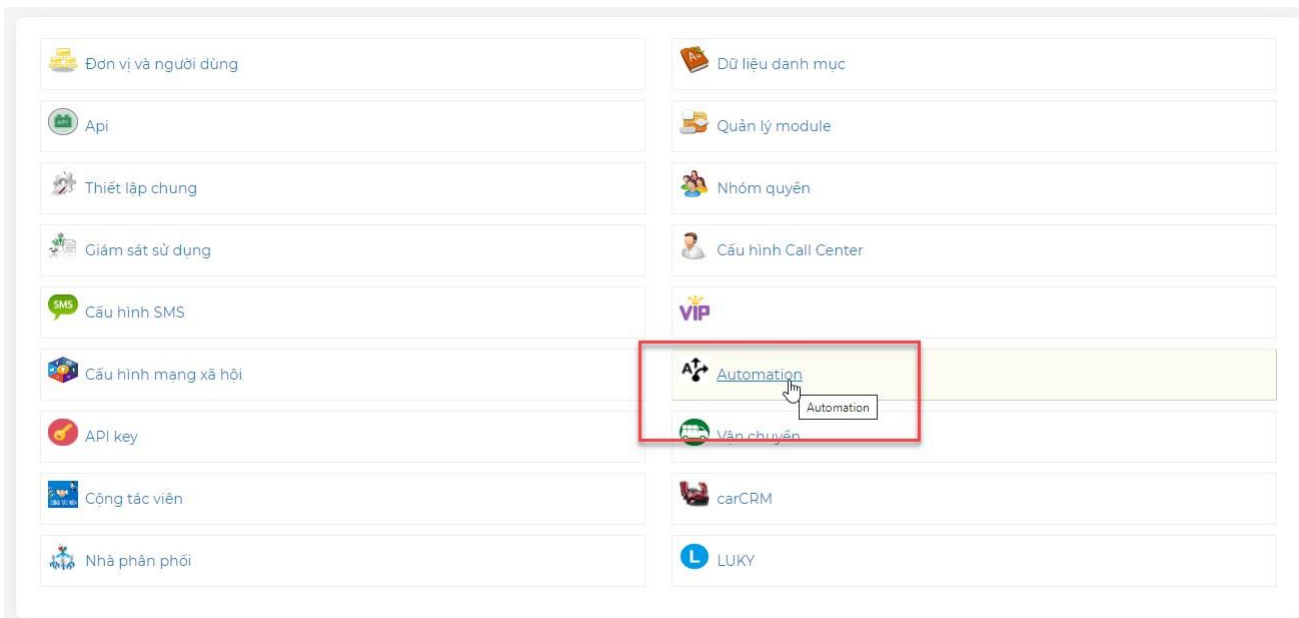 Đơn vị và người dùng
Dữ liệu danh mục
Api
Quản lý module
Thiết lập chung
Nhóm quyền
Giám sát sử dụng
Cấu hình Call Center
SMS
Cấu hình SMS
VIP
Cấu hình mạng xã hội
Automation
Automation
API key
Vận chuyển
Cộng tác viên
carCRM
Nhà phân phối
L
LUKY